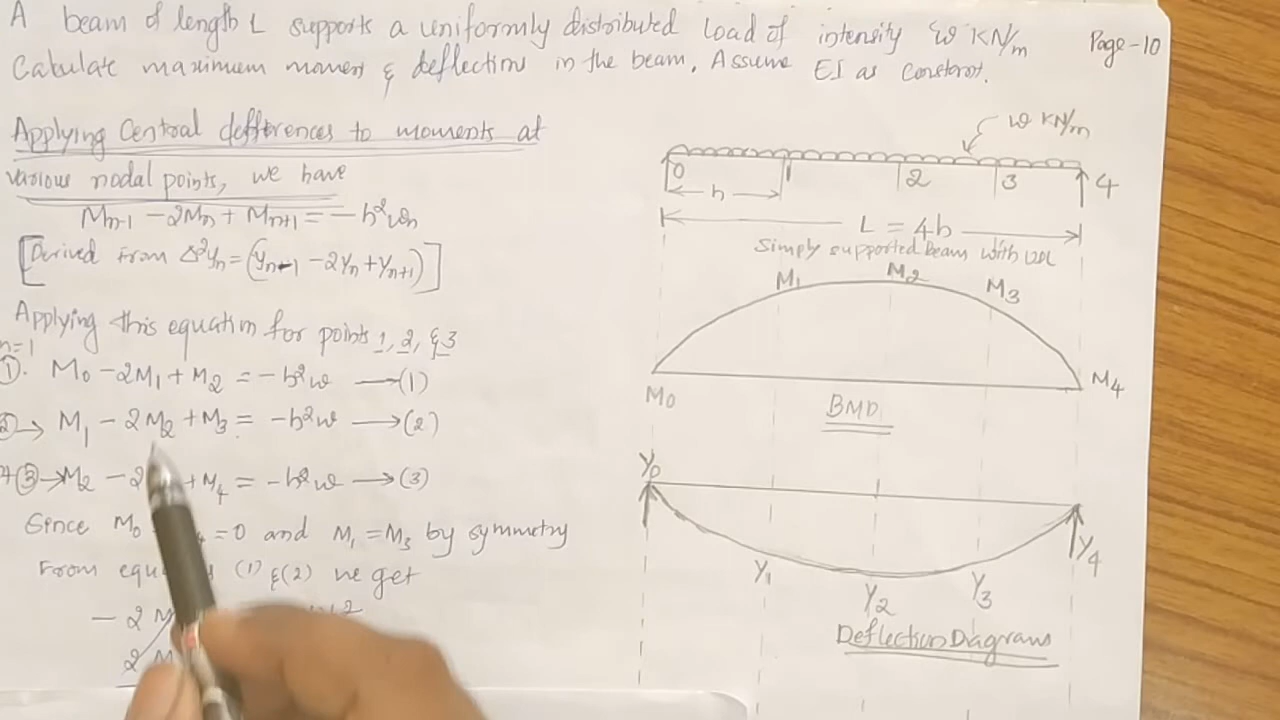 A beam of length L supports a uniformly distributed load of intensity w KN/m
Page-10
Calculate maximum moment & deflection in the beam. Assume EI as constant.
Applying Central defferences to moments at
various nodal points, we have
Mn-1 - 2Mn + Mn+1 = -h²wn
[Derived from Δ²yn = (yn-1 - 2yn + yn+1)]
Applying this equation for points 1, 2, & 3
n=1
①. M0 - 2M1 + M2 = -h²w —(1)
②→ M1 - 2M2 + M3 = -h²w →(2)
③→ M2 - 2 + M4 = -h²w →(3)
Since M0 = 0 and M1 = M3 by symmetry
From (1) &(2) we get
- 2 M
2 M
w KN/m
0 1 2 3 4
h
L = 4h
Simply supported beam with UDL
M1 M2 M3
M0 M4
BMD
Y0
Y1 Y2 Y3 Y4
Deflection Diagram